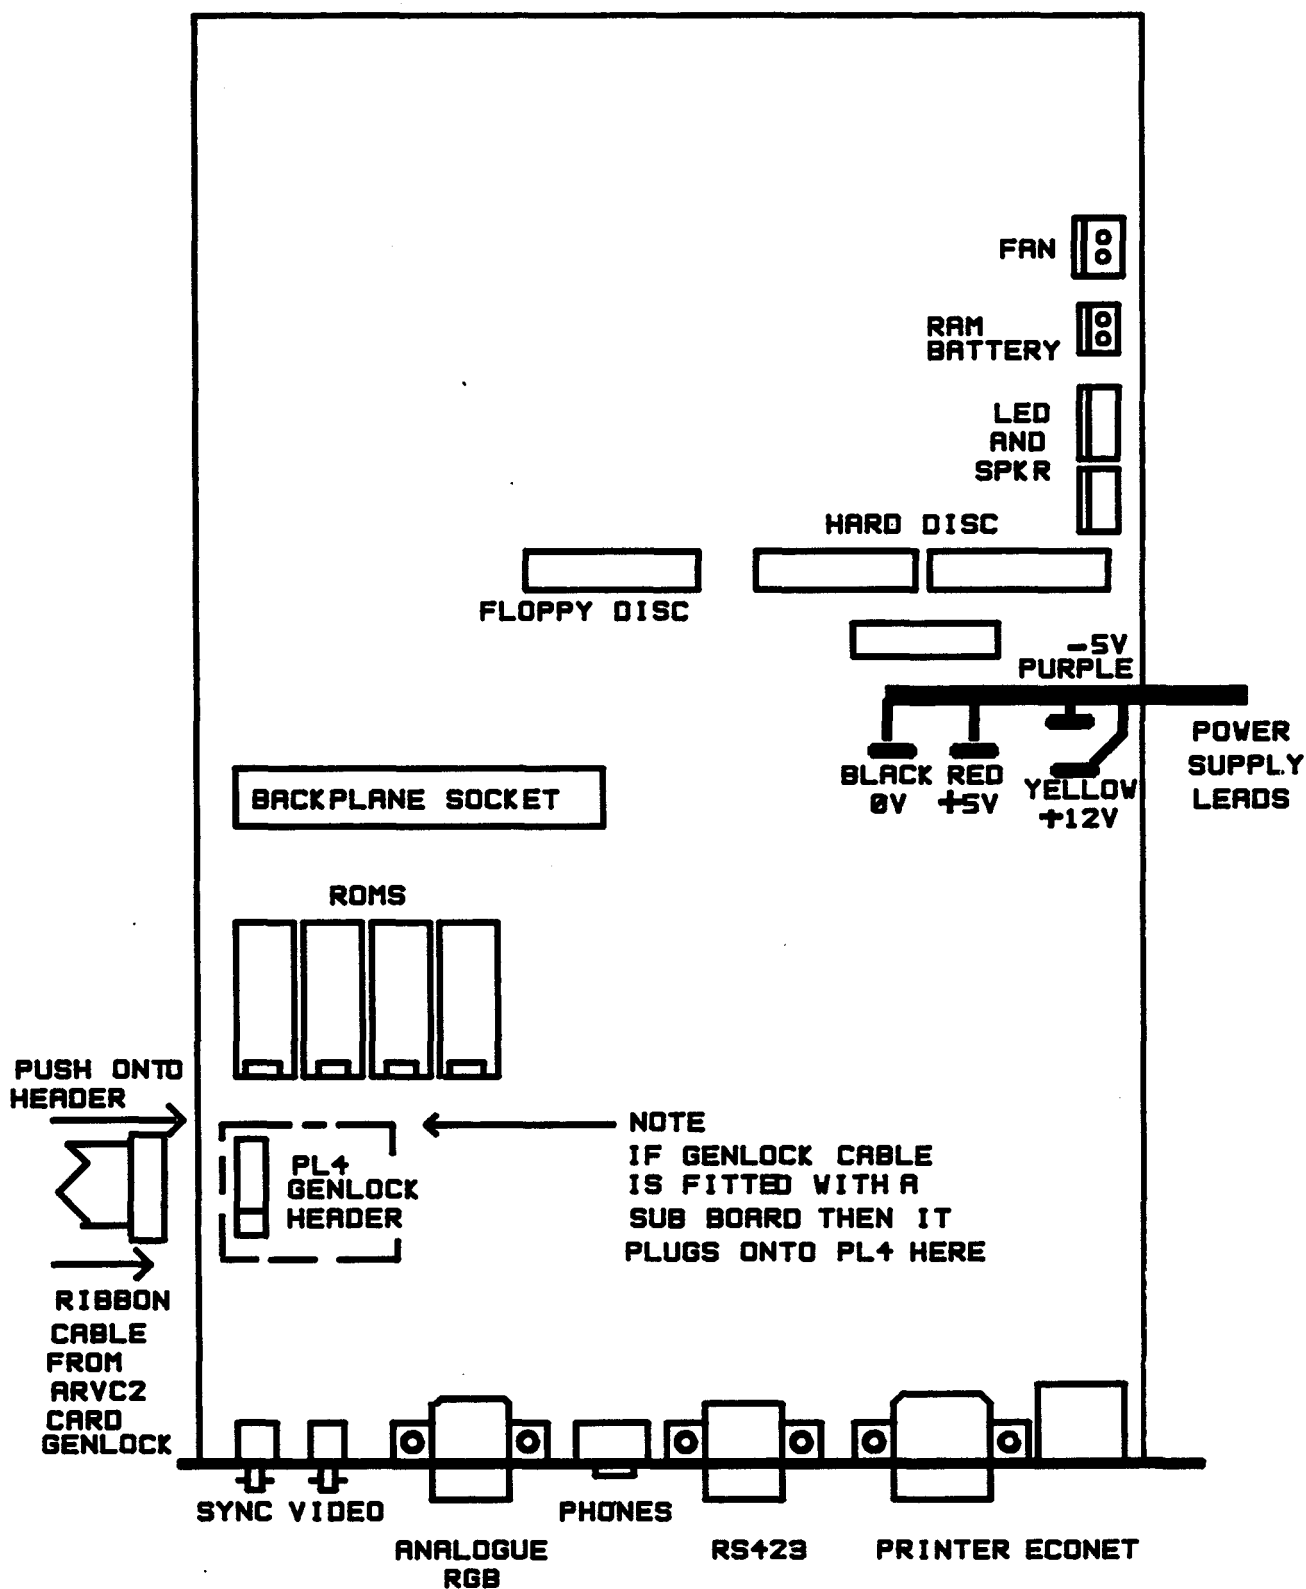 FAN
RAM
BATTERY
LED
AND
SPKR
HARD DISC
FLOPPY DISC
-5V
PURPLE
POWER
SUPPLY
LEADS
BLACK
0V
RED
+5V
YELLOW
+12V
BACKPLANE SOCKET
ROMS
PUSH ONTO
HEADER
PL4
GENLOCK
HEADER
NOTE
IF GENLOCK CABLE
IS FITTED WITH A
SUB BOARD THEN IT
PLUGS ONTO PL4 HERE
RIBBON
CABLE
FROM
ARVC2
CARD
GENLOCK
SYNC VIDEO
PHONES
ANALOGUE
RGB
RS423
PRINTER ECONET